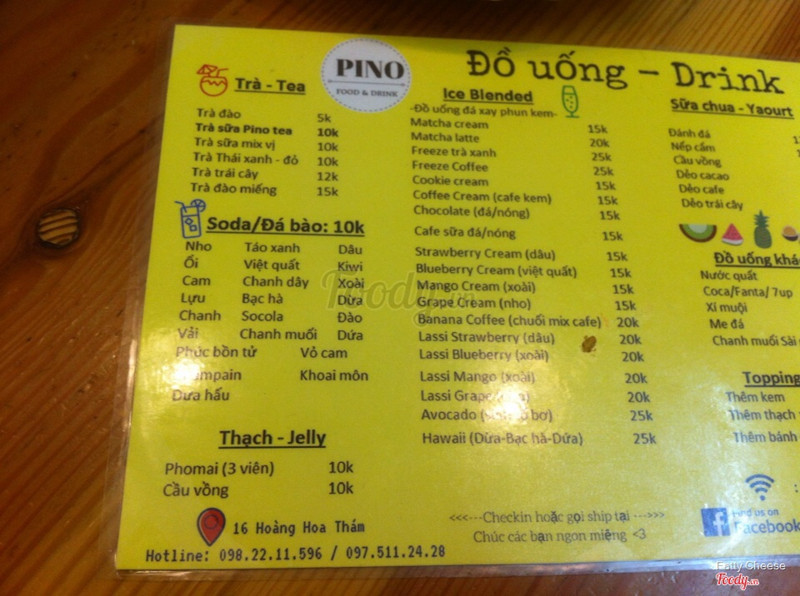 PINO
FOOD & DRINK
Đồ uống – Drink
Trà - Tea
Trà đào 5k
Trà sữa Pino tea 10k
Trà sữa mix vị 10k
Trà Thái xanh - đỏ 10k
Trà trái cây 12k
Trà đào miếng 15k
Soda/Đá bào: 10k
Nho Táo xanh Dâu
Ổi Việt quất Kiwi
Cam Chanh dây Xoài
Lựu Bạc hà Dừa
Chanh Socola Đào
Vải Chanh muối Dứa
Phúc bồn tử Vỏ cam
Khoai môn
Dưa hấu
Thạch - Jelly
Phomai (3 viên) 10k
Cầu vồng 10k
16 Hoàng Hoa Thám
Hotline: 098.22.11.596 / 097.511.24.28
Ice Blended
-Đồ uống đá xay phun kem-
Matcha cream 15k
Matcha latte 20k
Freeze trà xanh 25k
Freeze Coffee 25k
Cookie cream 15k
Coffee Cream (cafe kem) 15k
Chocolate (đá/nóng) 15k
Cafe sữa đá/nóng 15k
Strawberry Cream (dâu) 15k
Blueberry Cream (việt quất) 15k
Mango Cream (xoài) 15k
Grape Cream (nho) 15k
Banana Coffee (chuối mix cafe) 20k
Lassi Strawberry (dâu) 20k
Lassi Blueberry (xoài) 20k
Lassi Mango (xoài) 20k
Lassi Grape 20k
Avocado bơ) 25k
Hawaii (Dừa-Bạc hà-Dứa) 25k
<<<---Checkin hoặc gọi ship tại --->>>
Chúc các bạn ngon miệng <3
Sữa chua - Yaourt
Đánh đá
Nếp cẩm
Cầu vồng
Dẻo cacao
Dẻo cafe
Dẻo trái cây
Đồ uống khá
Nước quất
Coca/Fanta/ 7up
Xí muội
Me đá
Chanh muối Sài
Topping
Thêm kem
Thêm thạch
Thêm bánh
:
Find us on
Facebook
Foody.vn
Fatty Cheese
Foody.vn